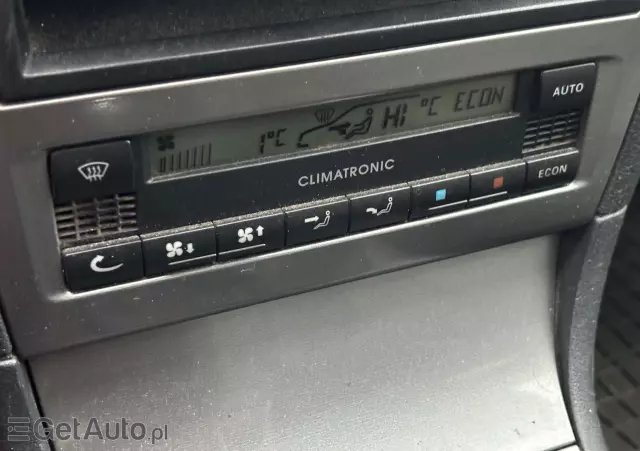 1°C HI °C ECON
AUTO
CLIMATRONIC
ECON
GetAuto.pl